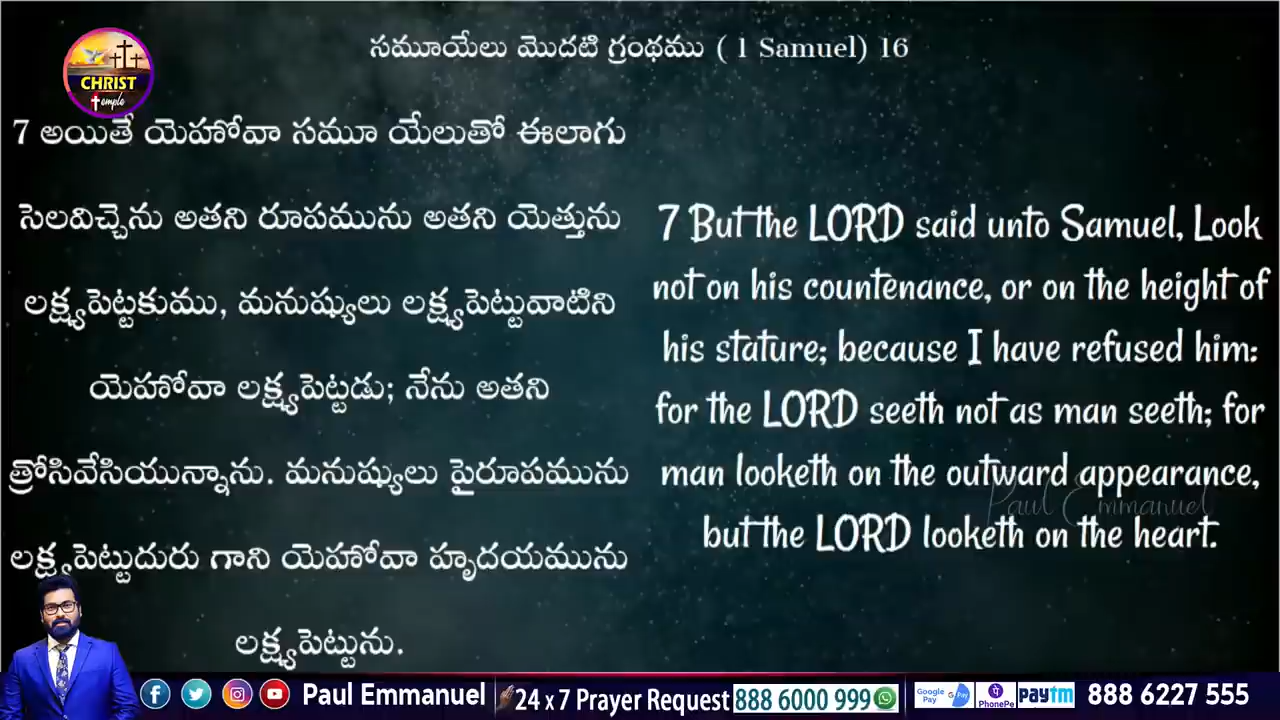 సమూయేలు మొదటి గ్రంథము ( 1 Samuel) 16
CHRIST
Temple
7 అయితే యెహోవా సమూ యేలుతో ఈలాగు
సెలవిచ్చెను అతని రూపమును అతని యెత్తును
లక్ష్యపెట్టకుము, మనుష్యులు లక్ష్యపెట్టువాటిని
యెహోవా లక్ష్యపెట్టడు; నేను అతని
త్రోసివేసియున్నాను. మనుష్యులు పైరూపమును
లక్ష్యపెట్టుదురు గాని యెహోవా హృదయమును
లక్ష్యపెట్టును.
7 But the LORD said unto Samuel, Look
not on his countenance, or on the height of
his stature; because I have refused him:
for the LORD seeth not as man seeth; for
man looketh on the outward appearance,
but the LORD looketh on the heart.
Paul Emmanuel
Paul Emmanuel
24 x 7 Prayer Request 888 6000 999
Google Pay
G Pay
PhonePe
paytm
888 6227 555